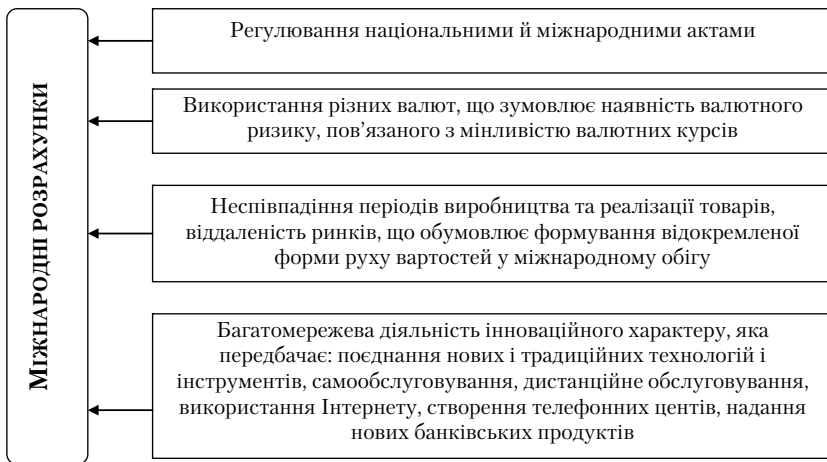 МІЖНАРОДНІ РОЗРАХУНКИ
Регулювання національними й міжнародними актами
Використання різних валют, що зумовлює наявність валютного
ризику, пов’язаного з мінливістю валютних курсів
Неспівпадіння періодів виробництва та реалізації товарів,
віддаленість ринків, що обумовлює формування відокремленої
форми руху вартостей у міжнародному обігу
Багатомережева діяльність інноваційного характеру, яка
передбачає: поєднання нових і традиційних технологій і
інструментів, самообслуговування, дистанційне обслуговування,
використання Інтернету, створення телефонних центів, надання
нових банківських продуктів